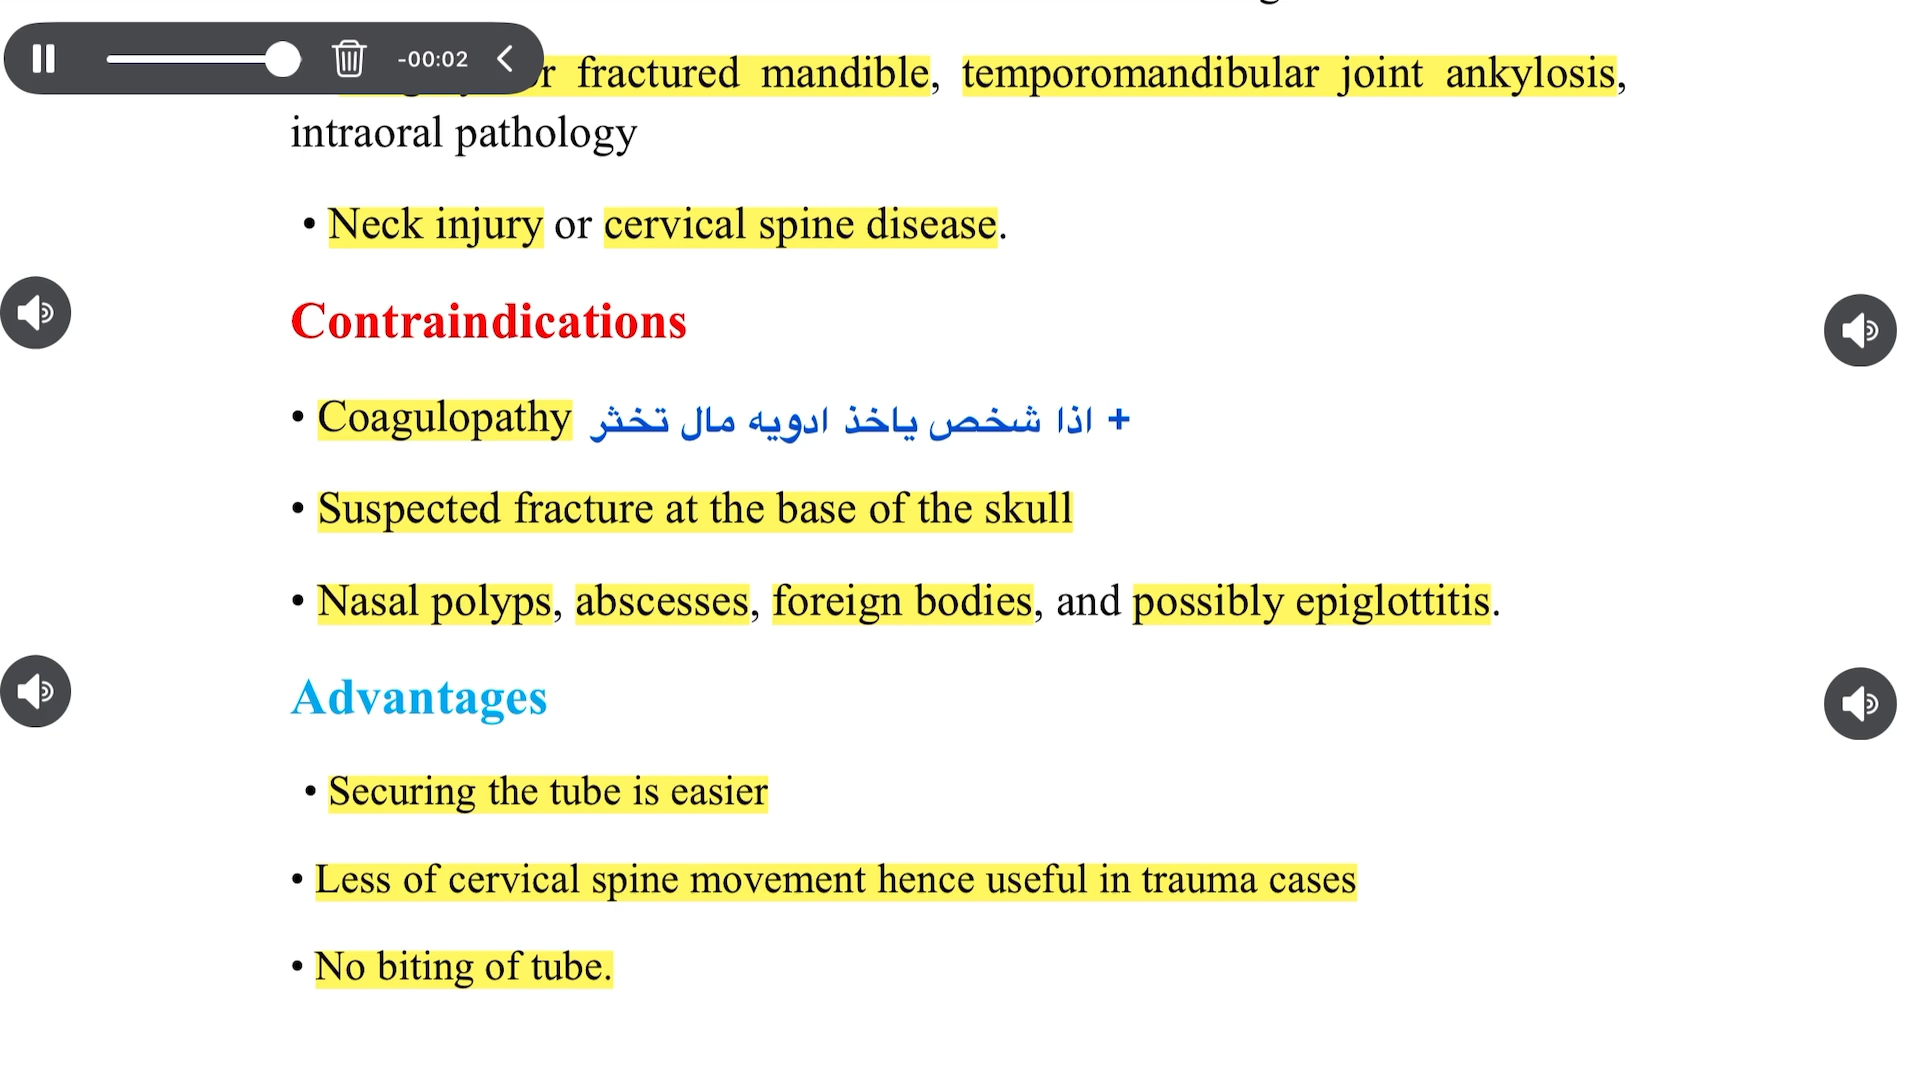 -00:02
r fractured mandible, temporomandibular joint ankylosis,
intraoral pathology
• Neck injury or cervical spine disease.
Contraindications
• Coagulopathy + اذا شخص ياخذ ادويه مال تخثر
• Suspected fracture at the base of the skull
• Nasal polyps, abscesses, foreign bodies, and possibly epiglottitis.
Advantages
• Securing the tube is easier
• Less of cervical spine movement hence useful in trauma cases
• No biting of tube.